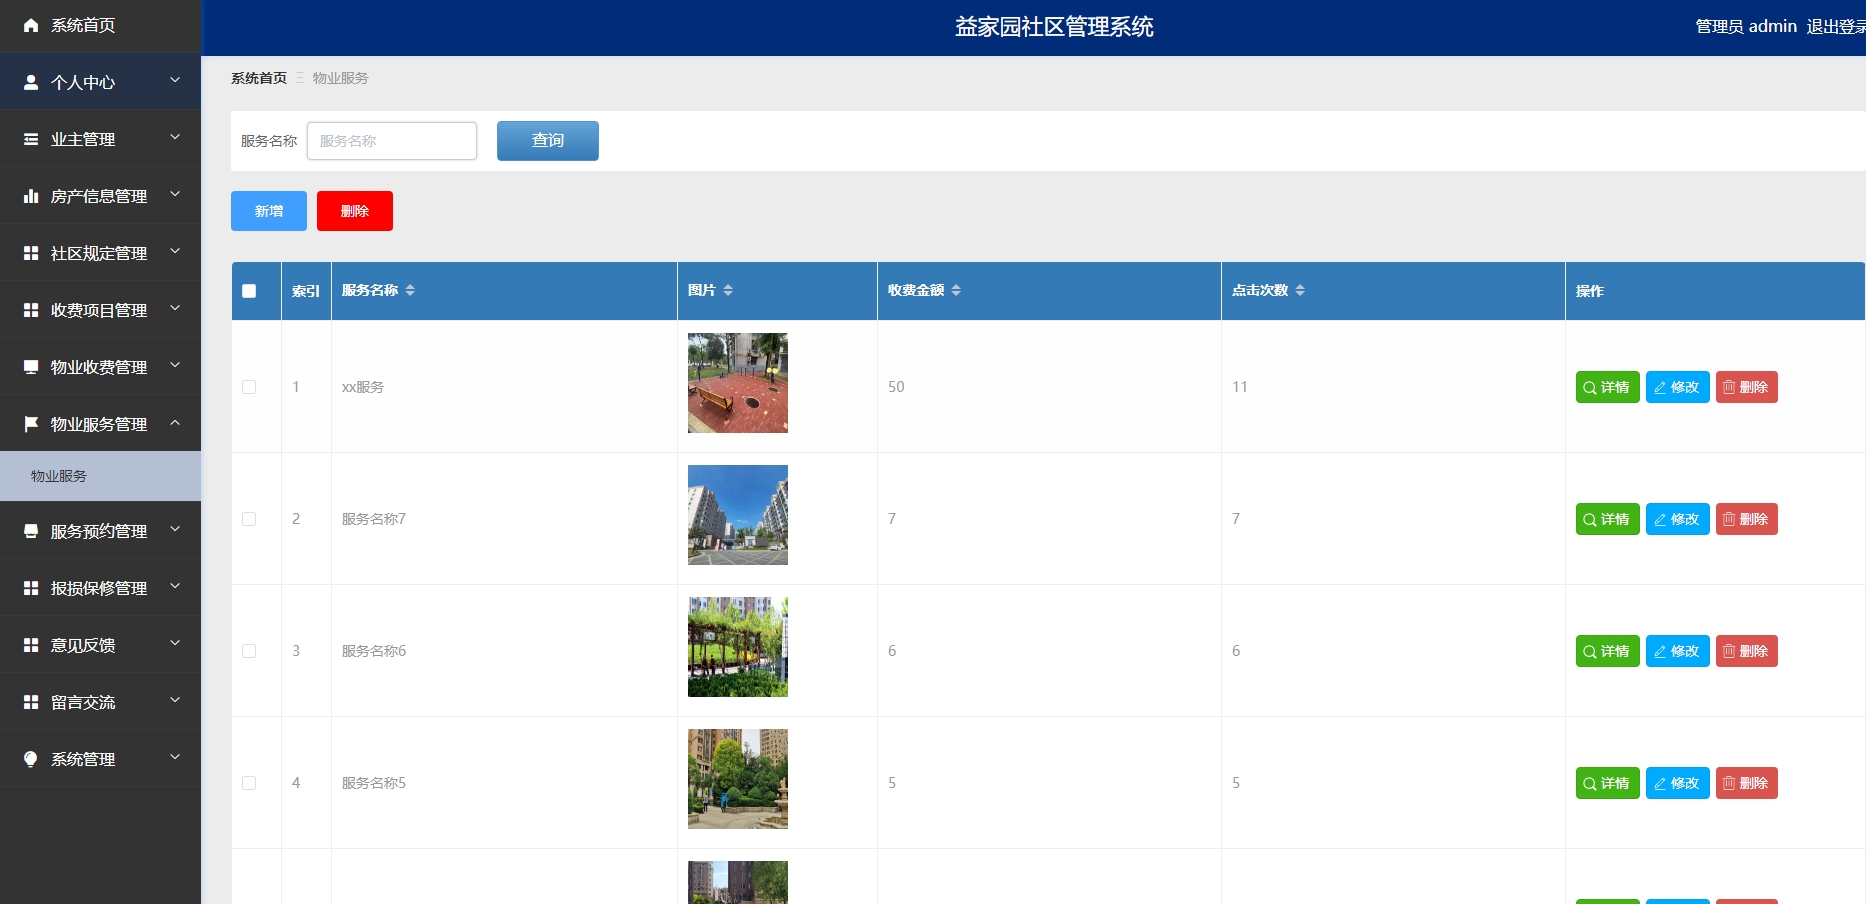 益家园社区管理系统
管理员 admin 退出登录
系统首页
个人中心
业主管理
房产信息管理
社区规定管理
收费项目管理
物业收费管理
物业服务管理
物业服务
服务预约管理
报损保修管理
意见反馈
留言交流
系统管理
系统首页 物业服务
服务名称 服务名称 查询
新增 删除
索引 服务名称 图片 收费金额 点击次数 操作
1 xx服务 50 11 详情 修改 删除
2 服务名称7 7 7 详情 修改 删除
3 服务名称6 6 6 详情 修改 删除
4 服务名称5 5 5 详情 修改 删除